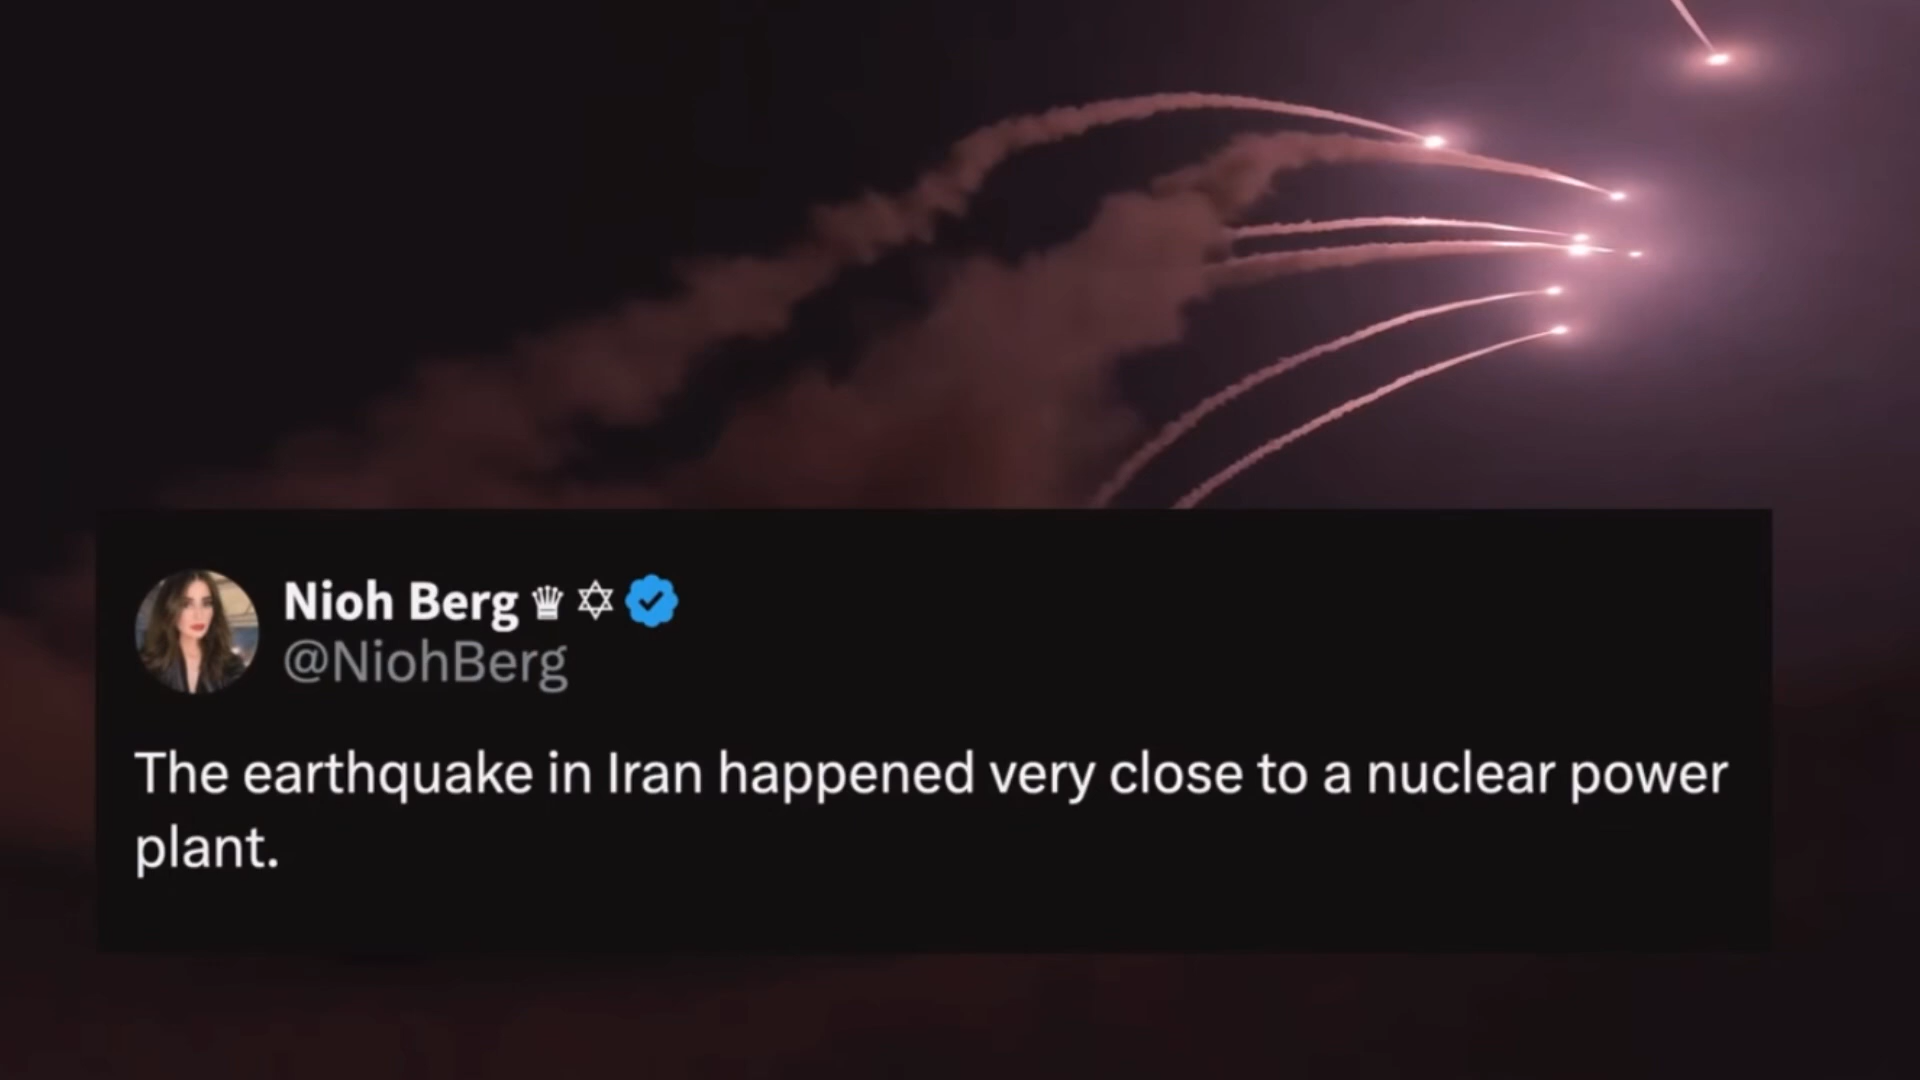 Nioh Berg ♛ ✡
@NiohBerg
The earthquake in Iran happened very close to a nuclear power
plant.